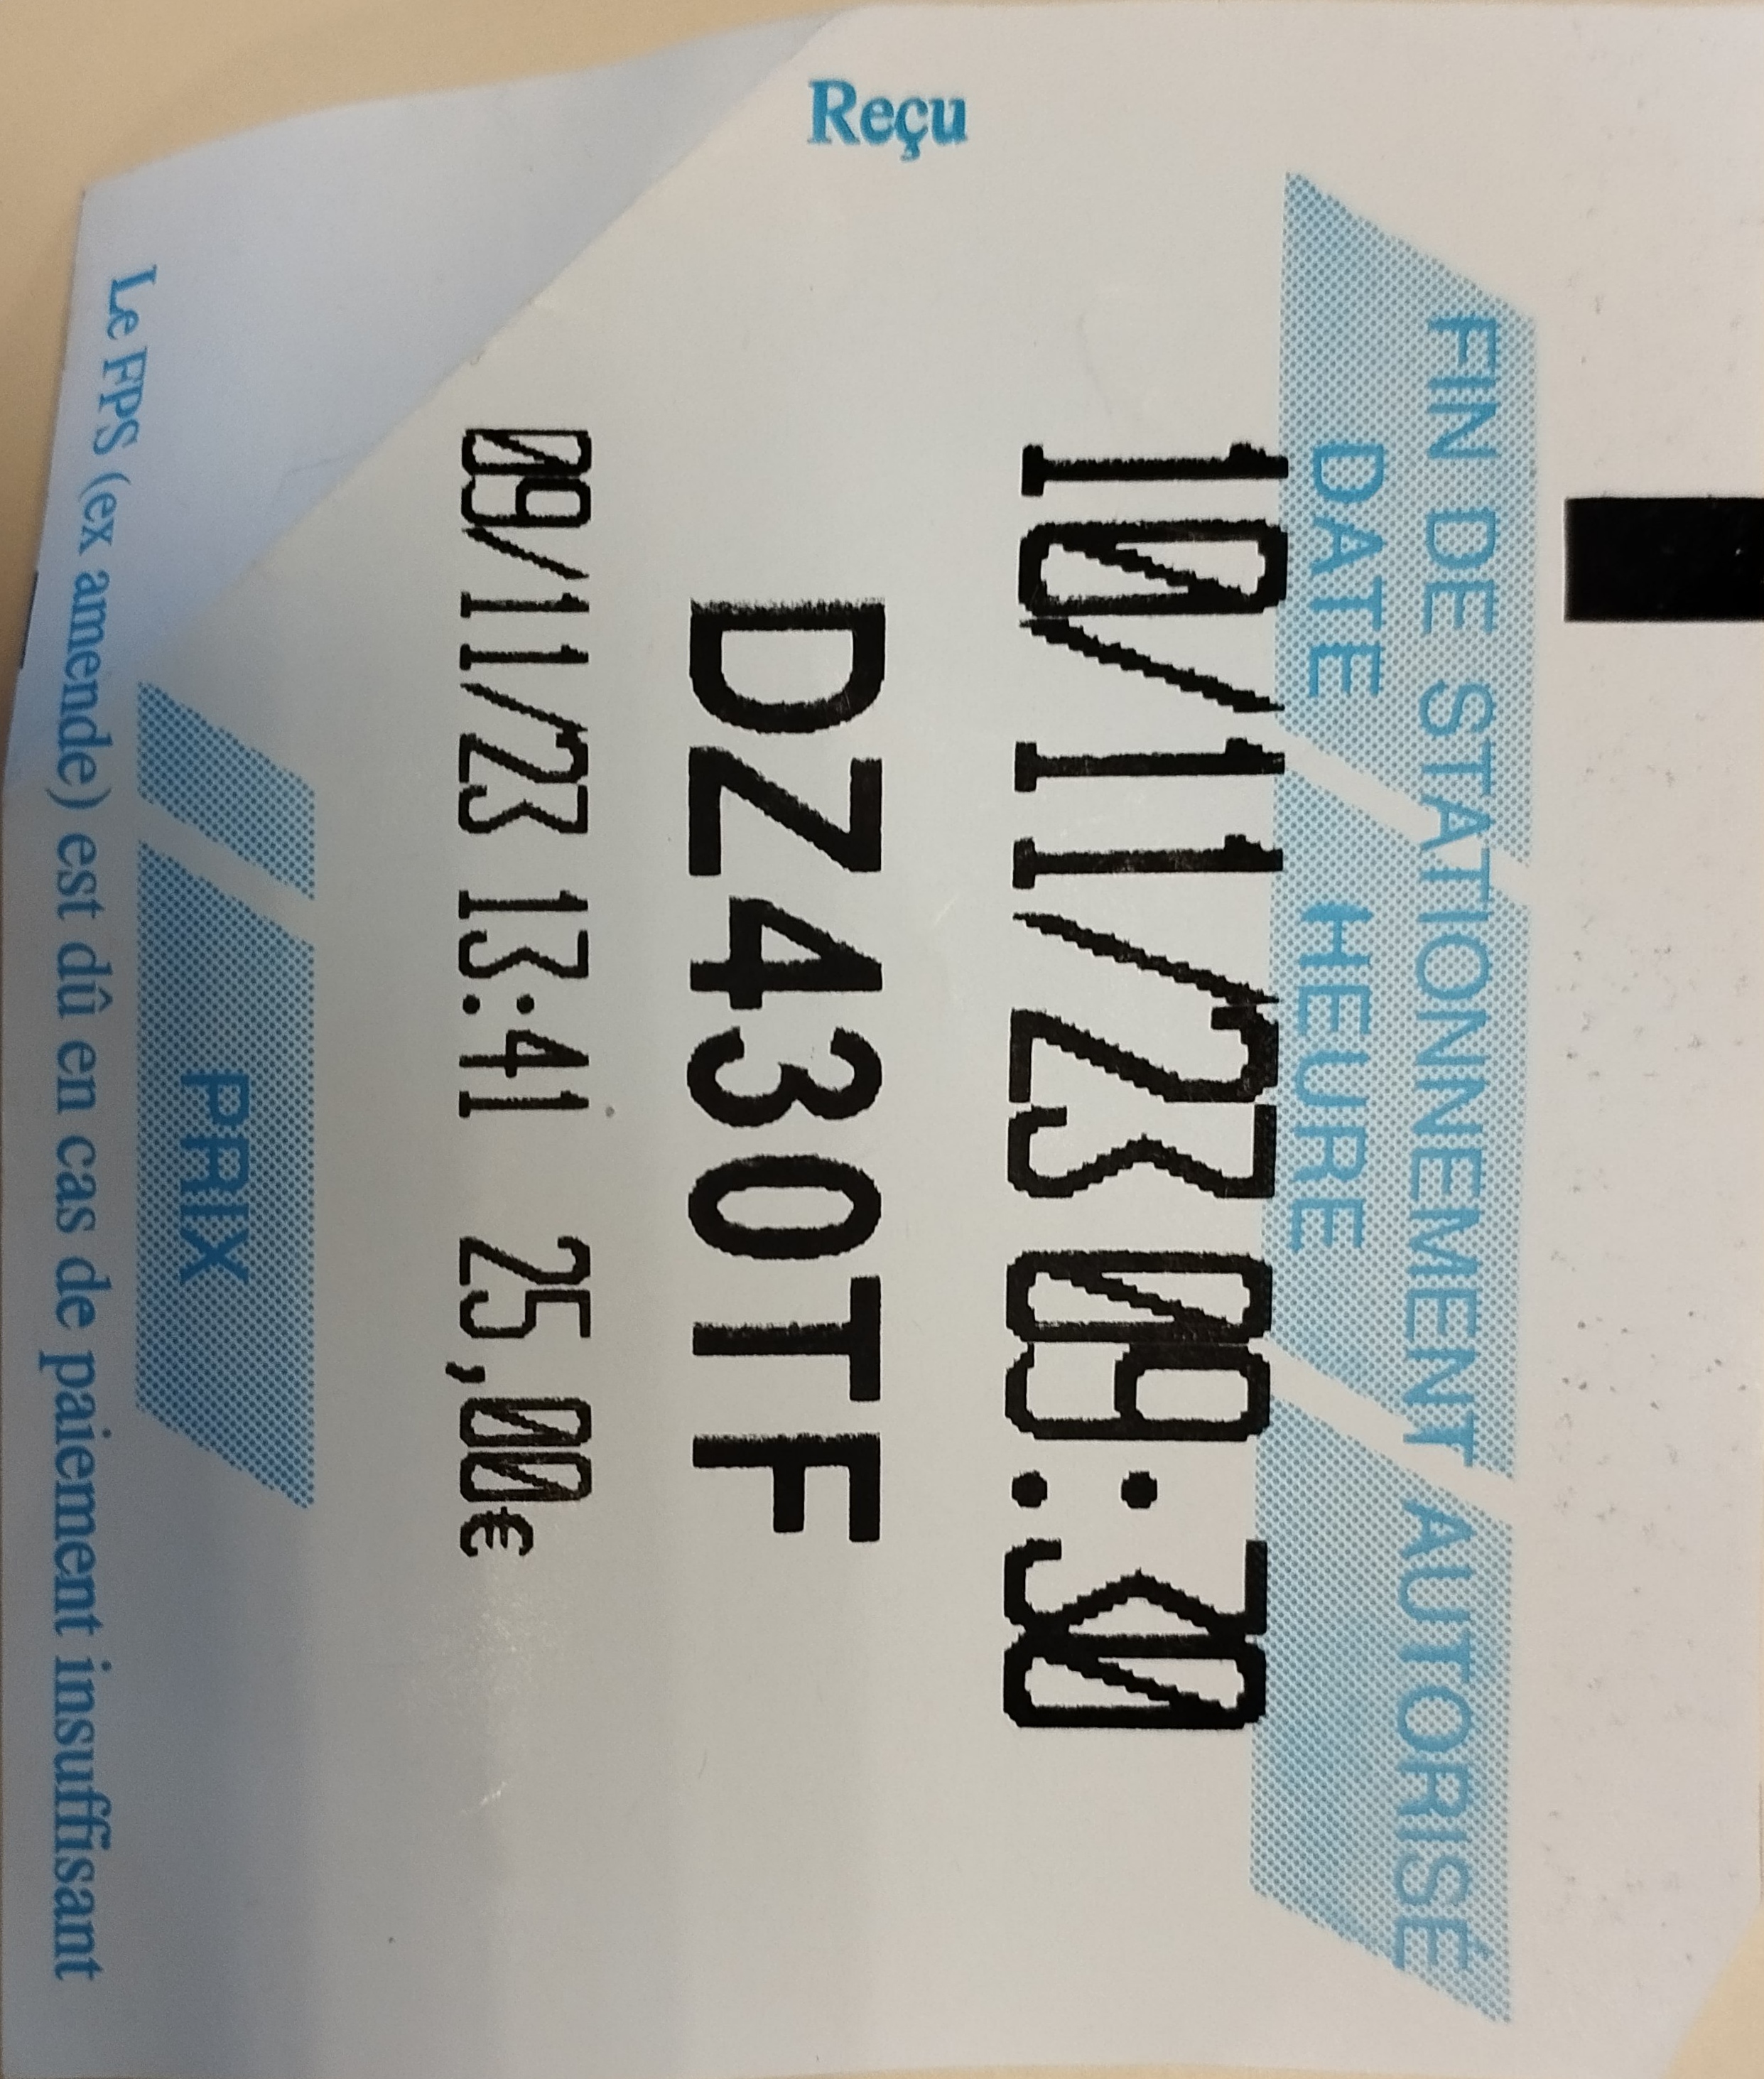 Reçu
FIN DE STATIONNEMENT AUTORISÉ
DATE HEURE
10/11/23 09:30
DZ430TF
09/11/23 13:41 25,00€
PRIX
Le FPS (ex amende) est dû en cas de paiement insuffisant